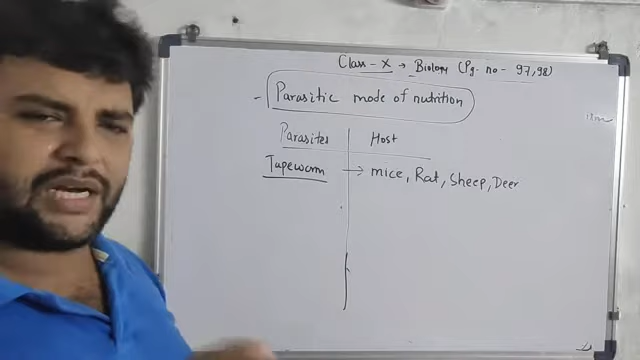 Class - X → Biology (Pg. no - 97,98)
- Parasitic mode of nutrition
Parasites Host
Tapeworm → mice, Rat, Sheep, Deer